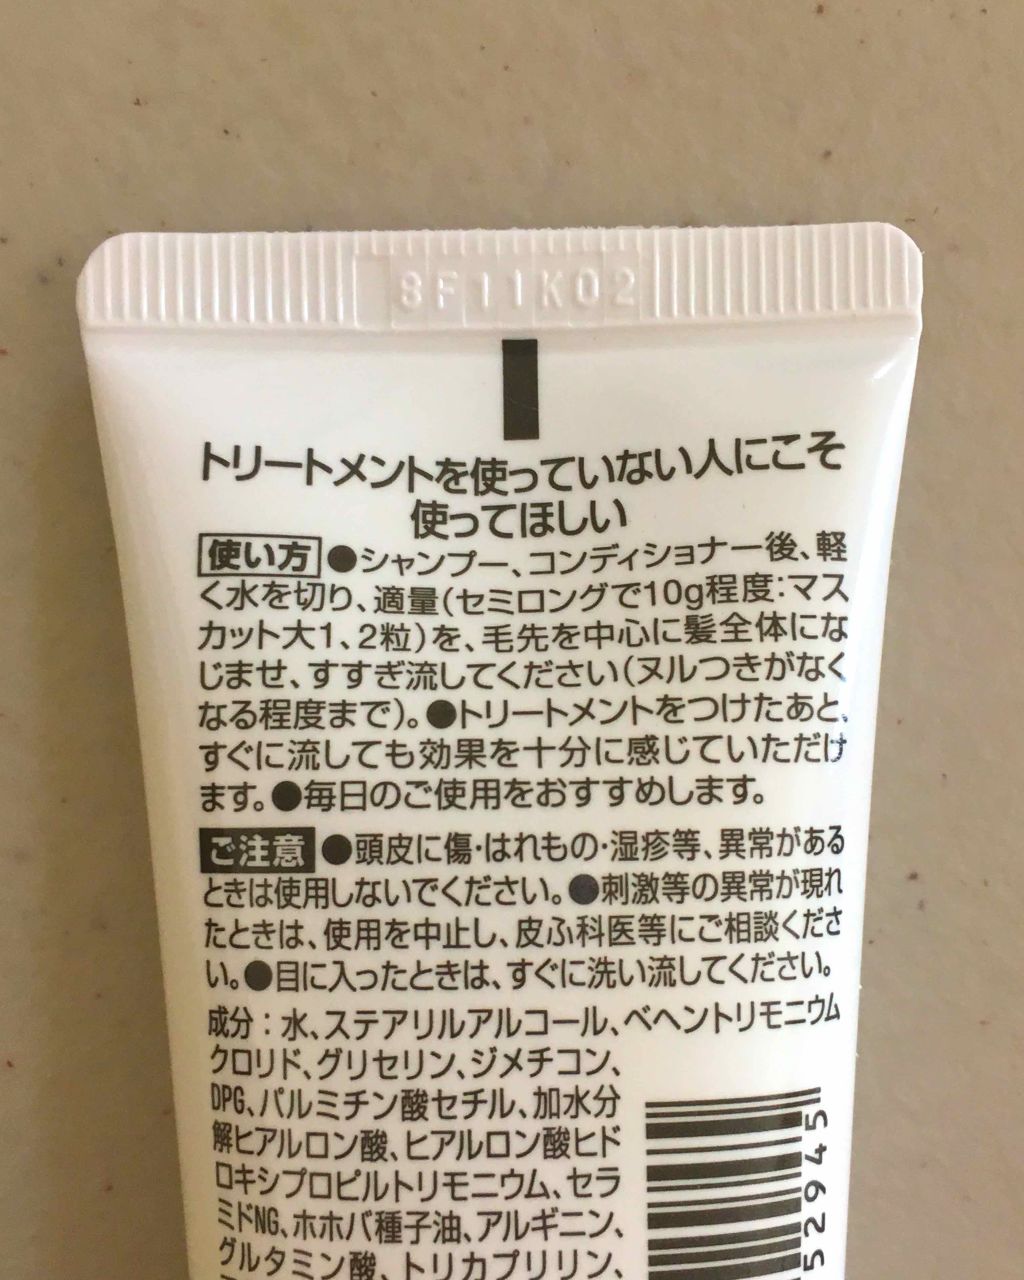 8F11K02
トリートメントを使っていない人にこそ
使ってほしい
使い方 ●シャンプー、コンディショナー後、軽
く水を切り、適量(セミロングで10g程度:マス
カット大1、2粒)を、毛先を中心に髪全体にな
じませ、すすぎ流してください(ヌルつきがなく
なる程度まで)。●トリートメントをつけたあと、
すぐに流しても効果を十分に感じていただけ
ます。●毎日のご使用をおすすめします。
ご注意 ●頭皮に傷・はれもの・湿疹等、異常がある
ときは使用しないでください。●刺激等の異常が現れ
たときは、使用を中止し、皮ふ科医等にご相談くださ
い。●目に入ったときは、すぐに洗い流してください。
成分:水、ステアリルアルコール、ベヘントリモニウム
クロリド、グリセリン、ジメチコン、
DPG、パルミチン酸セチル、加水分
解ヒアルロン酸、ヒアルロン酸ヒド
ロキシプロピルトリモニウム、セラ
ミドNG、ホホバ種子油、アルギニン、
グルタミン酸、トリカプリリン、
52945